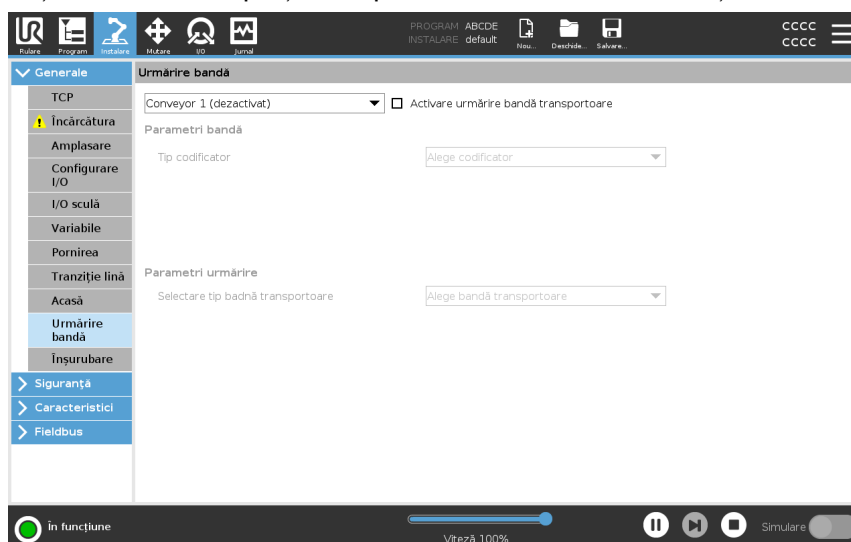 PROGRAM ABCDE
INSTALARE default
cccc
cccc
UR
Rulare Program Instalare Mutare I/O Jurnal Nou... Deschide... Salvare...
Generale
Urmărire bandă
TCP
Conveyor 1 (dezactivat)
Activare urmărire bandă transportoare
Încărcătura
Parametri bandă
Amplasare
Tip codificator
Alege codificator
Configurare
I/O
I/O sculă
Variabile
Pornirea
Tranziție lină
Parametri urmărire
Acasă
Selectare tip badnă transportoare
Alege bandă transportoare
Urmărire
bandă
Înșurubare
Siguranță
Caracteristici
Fieldbus
În funcțiune
Viteză 100%
Simulare